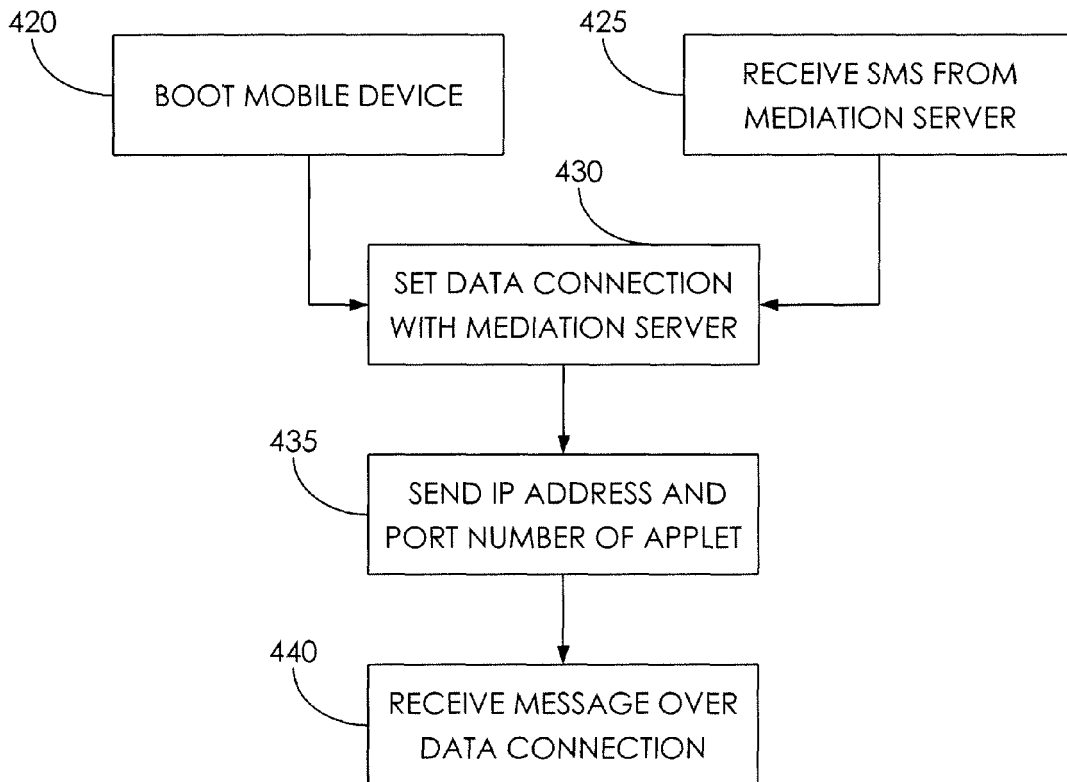 420
BOOT MOBILE DEVICE
425
RECEIVE SMS FROM
MEDIATION SERVER
430
SET DATA CONNECTION
WITH MEDIATION SERVER
435
SEND IP ADDRESS AND
PORT NUMBER OF APPLET
440
RECEIVE MESSAGE OVER
DATA CONNECTION